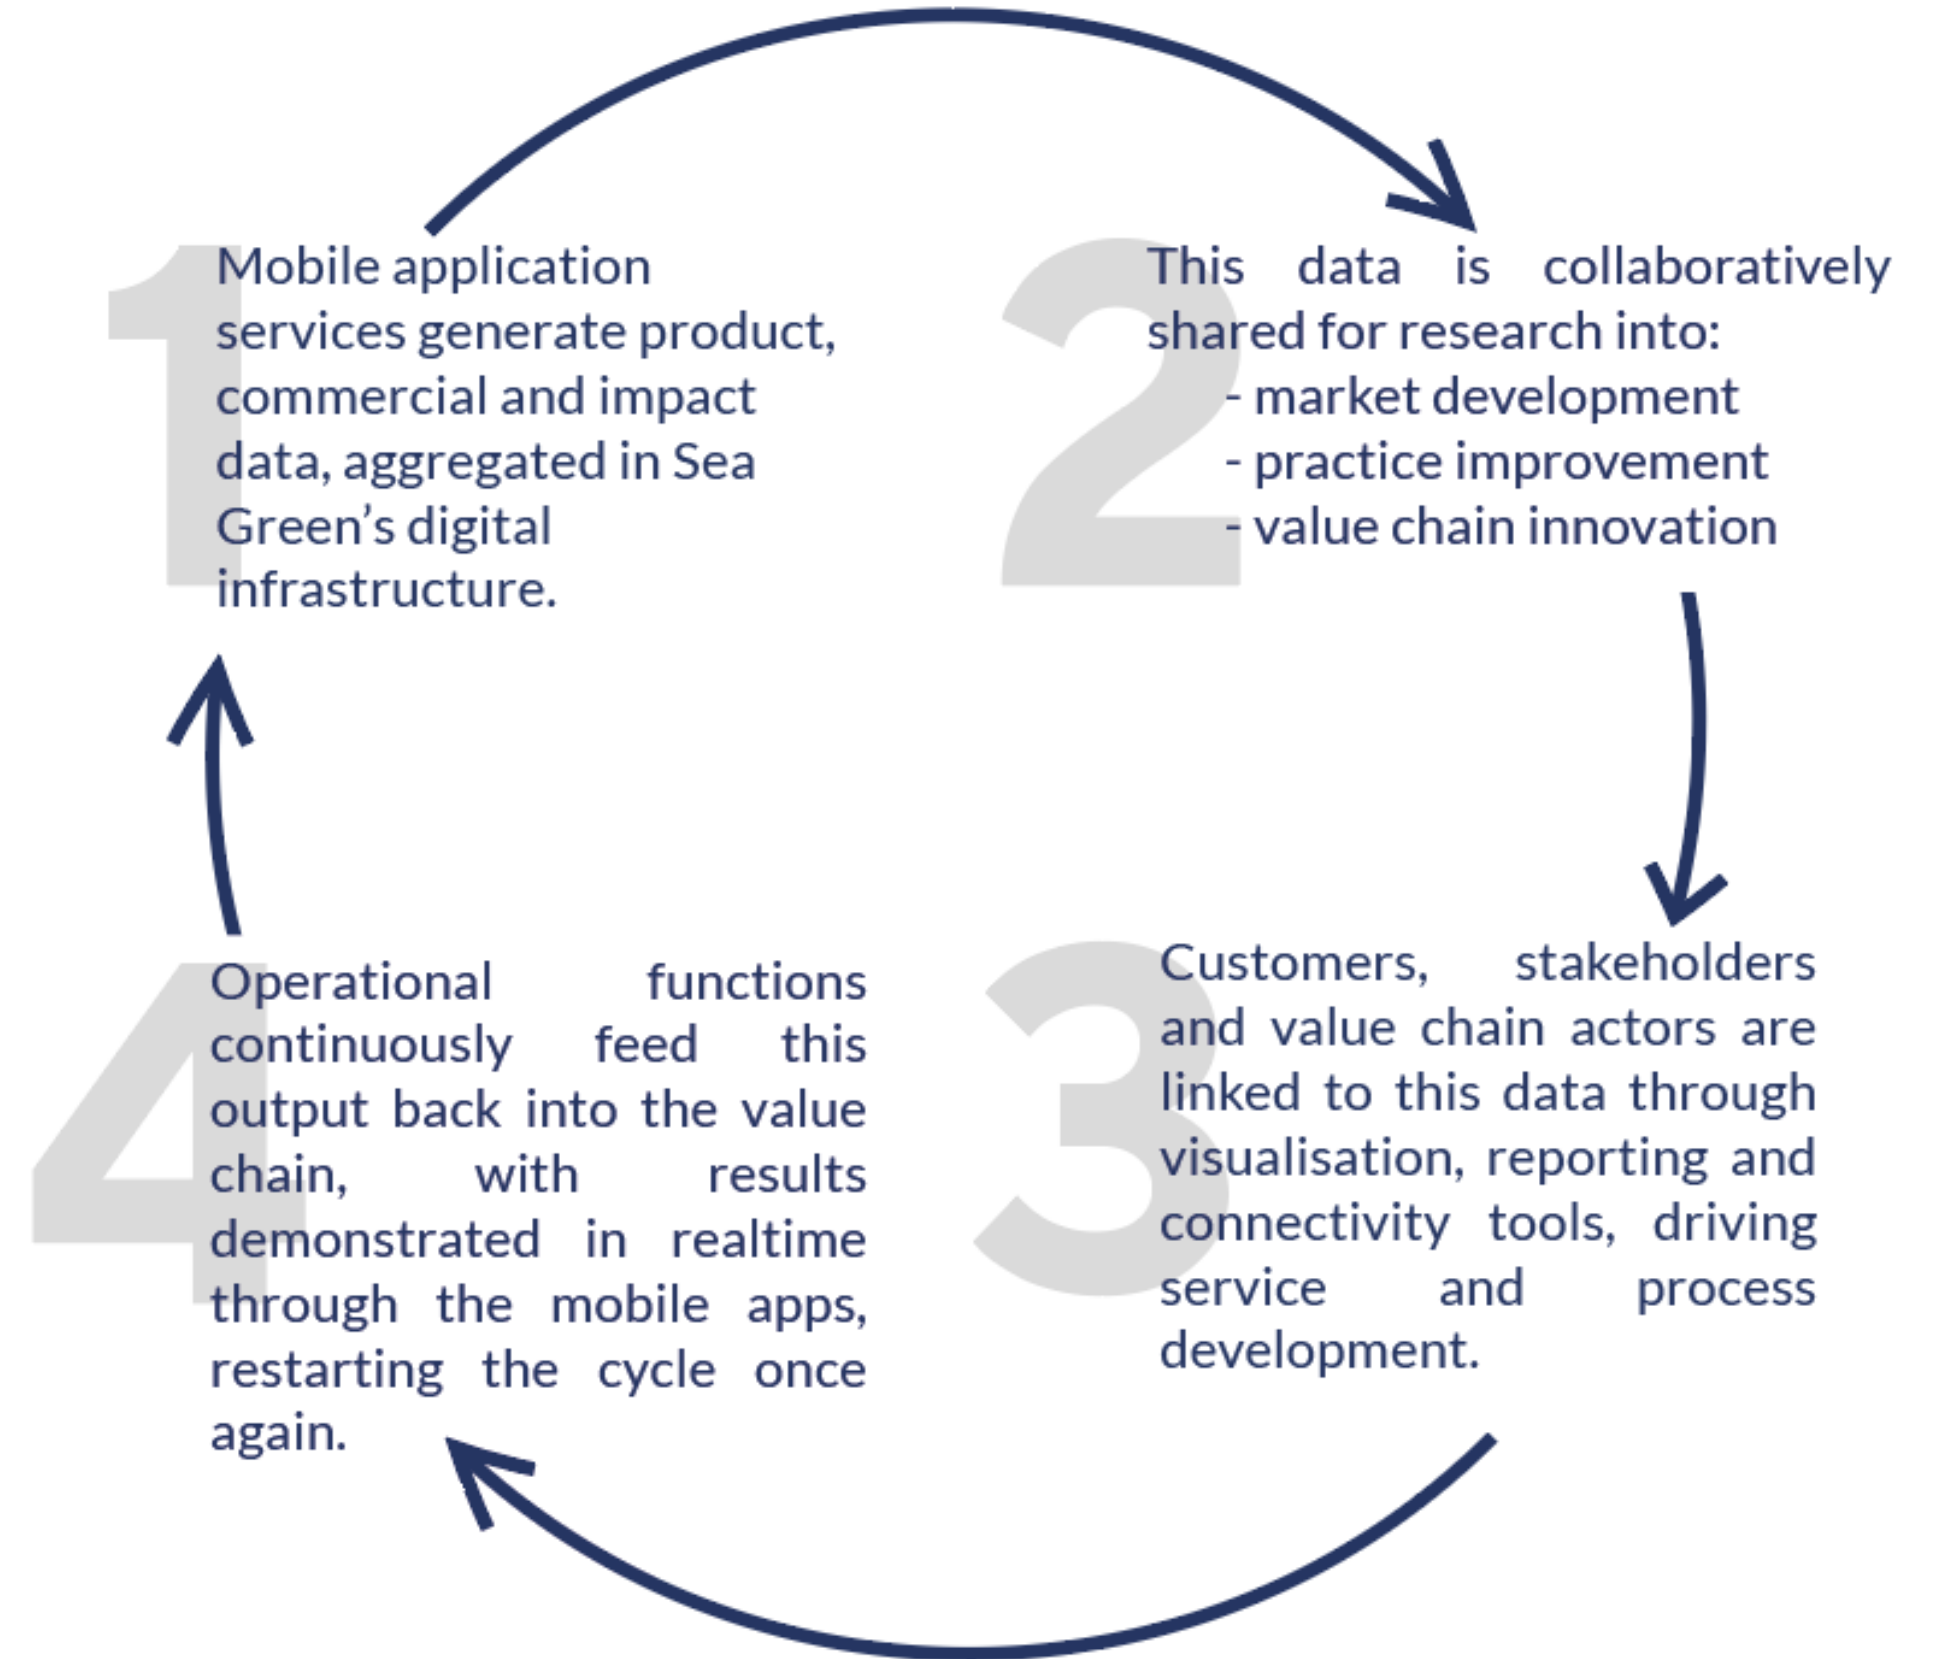 1
Mobile application
services generate product,
commercial and impact
data, aggregated in Sea
Green’s digital
infrastructure.
2
This data is collaboratively
shared for research into:
- market development
- practice improvement
- value chain innovation
3
Customers, stakeholders
and value chain actors are
linked to this data through
visualisation, reporting and
connectivity tools, driving
service and process
development.
4
Operational functions
continuously feed this
output back into the value
chain, with results
demonstrated in realtime
through the mobile apps,
restarting the cycle once
again.